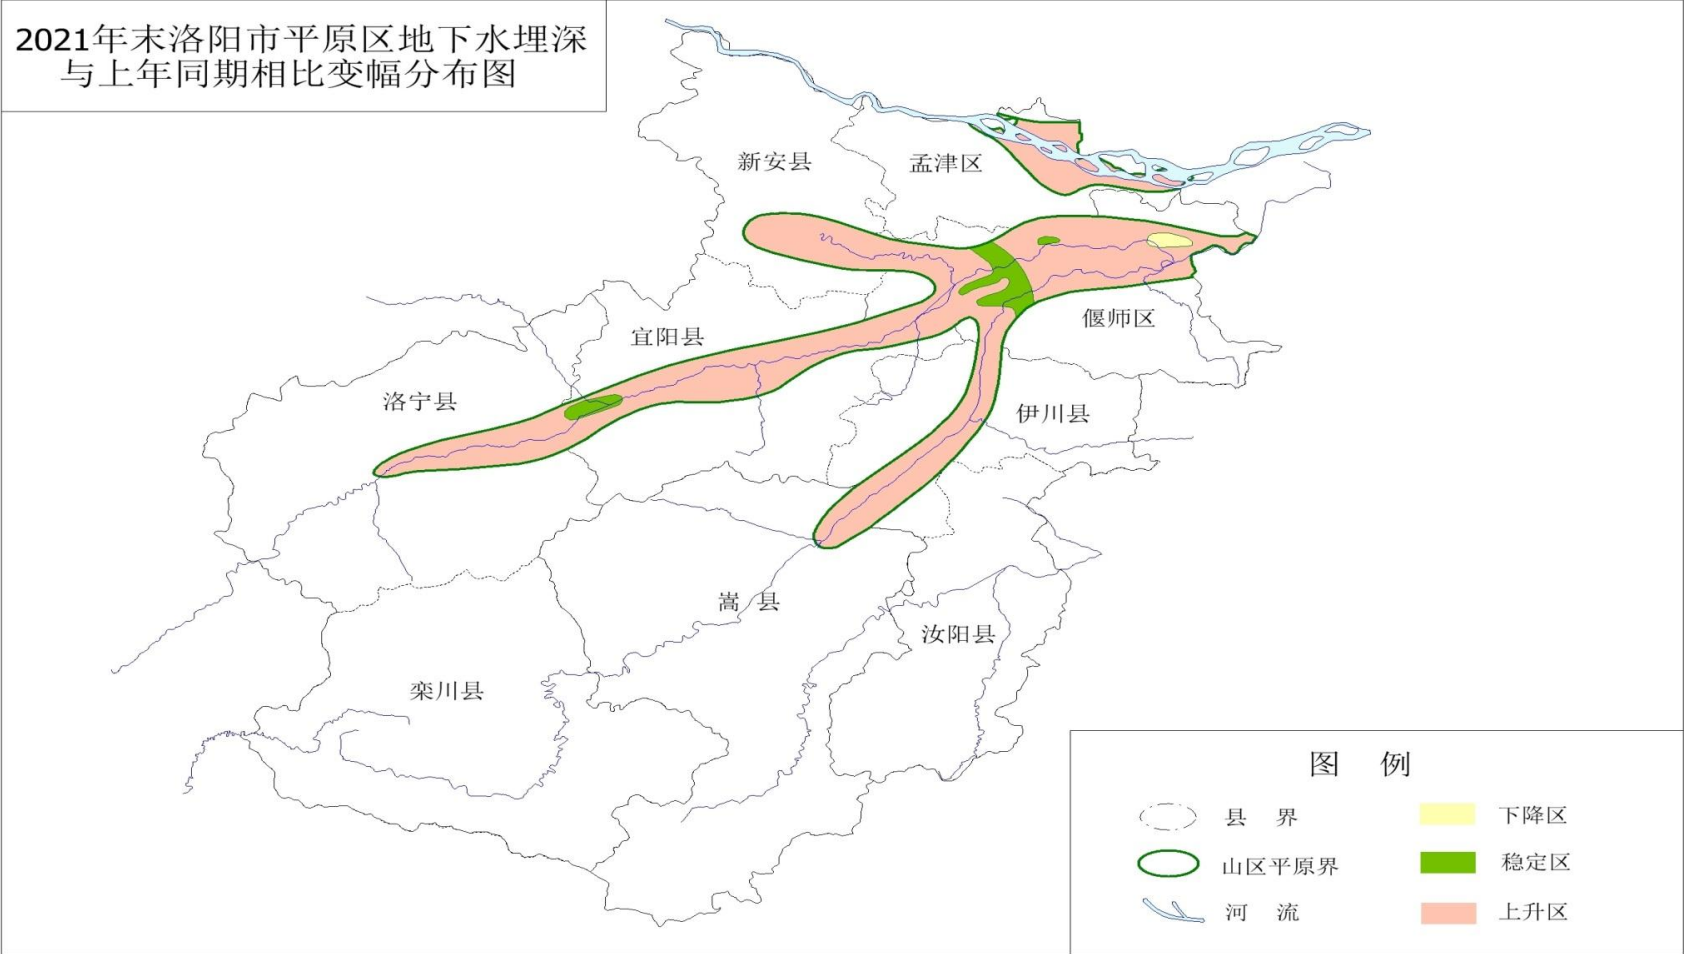 2021年末洛阳市平原区地下水埋深
与上年同期相比变幅分布图
新安县
孟津区
宜阳县
偃师区
洛宁县
伊川县
嵩 县
汝阳县
栾川县
图 例
县 界
下降区
山区平原界
稳定区
河 流
上升区